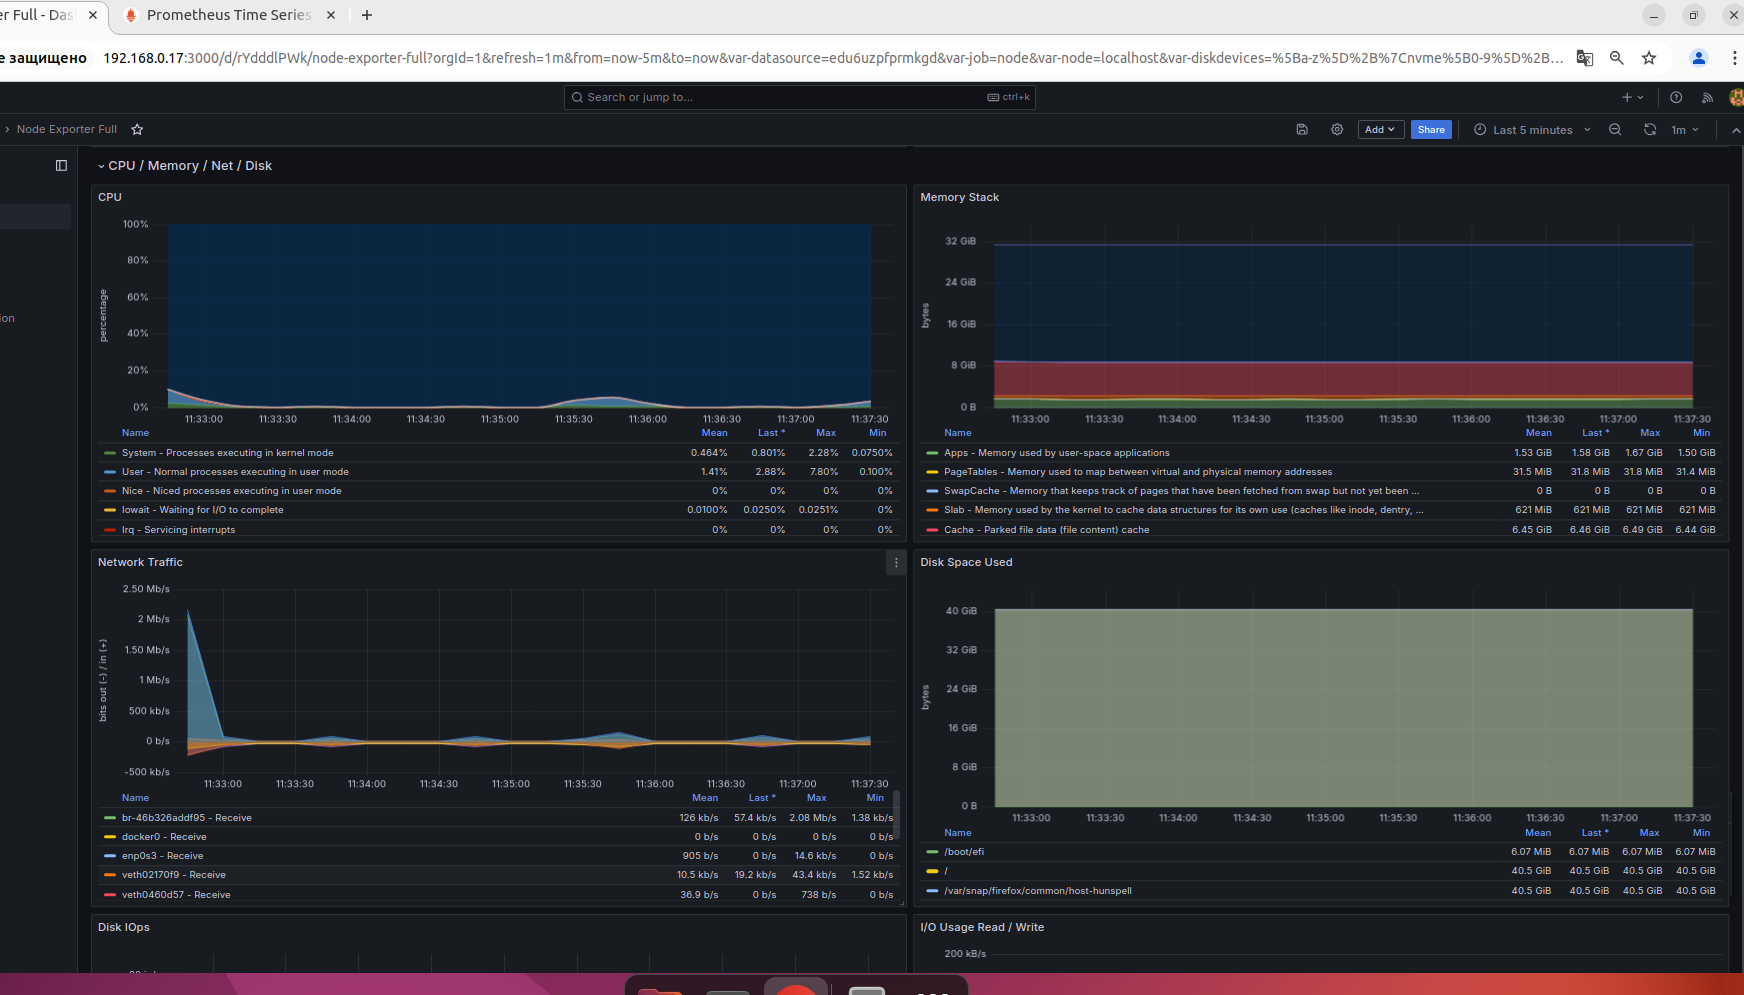 er Full - Das
Prometheus Time Series
е защищено 192.168.0.17:3000/d/rYdddlPWk/node-exporter-full?orgId=1&refresh=1m&from=now-5m&to=now&var-datasource=edu6uzpfprmkgd&var-job=node&var-node=localhost&var-diskdevices=%5Ba-z%5D%2B%7Cnvme%5B0-9%5D%2B...
Search or jump to... ctrl+k
Node Exporter Full
Add Share Last 5 minutes 1m
CPU / Memory / Net / Disk
ion
CPU
100%
80%
60%
40%
20%
0%
percentage
11:33:00 11:33:30 11:34:00 11:34:30 11:35:00 11:35:30 11:36:00 11:36:30 11:37:00 11:37:30
Name Mean Last * Max Min
System - Processes executing in kernel mode 0.464% 0.801% 2.28% 0.0750%
User - Normal processes executing in user mode 1.41% 2.88% 7.80% 0.100%
Nice - Niced processes executing in user mode 0% 0% 0% 0%
Iowait - Waiting for I/O to complete 0.0100% 0.0250% 0.0251% 0%
Irq - Servicing interrupts 0% 0% 0% 0%
Memory Stack
32 GiB
24 GiB
16 GiB
8 GiB
0 B
bytes
11:33:00 11:33:30 11:34:00 11:34:30 11:35:00 11:35:30 11:36:00 11:36:30 11:37:00 11:37:30
Name Mean Last * Max Min
Apps - Memory used by user-space applications 1.53 GiB 1.58 GiB 1.67 GiB 1.50 GiB
PageTables - Memory used to map between virtual and physical memory addresses 31.5 MiB 31.8 MiB 31.8 MiB 31.4 MiB
SwapCache - Memory that keeps track of pages that have been fetched from swap but not yet been ... 0 B 0 B 0 B 0 B
Slab - Memory used by the kernel to cache data structures for its own use (caches like inode, dentry, ... 621 MiB 621 MiB 621 MiB 621 MiB
Cache - Parked file data (file content) cache 6.45 GiB 6.46 GiB 6.49 GiB 6.44 GiB
Network Traffic
2.50 Mb/s
2 Mb/s
1.50 Mb/s
1 Mb/s
500 kb/s
0 b/s
-500 kb/s
bits out (-) / in (+)
11:33:00 11:33:30 11:34:00 11:34:30 11:35:00 11:35:30 11:36:00 11:36:30 11:37:00 11:37:30
Name Mean Last * Max Min
br-46b326addf95 - Receive 126 kb/s 57.4 kb/s 2.08 Mb/s 1.38 kb/s
docker0 - Receive 0 b/s 0 b/s 0 b/s 0 b/s
enp0s3 - Receive 905 b/s 0 b/s 14.6 kb/s 0 b/s
veth02170f9 - Receive 10.5 kb/s 19.2 kb/s 43.4 kb/s 1.52 kb/s
veth0460d57 - Receive 36.9 b/s 0 b/s 738 b/s 0 b/s
Disk Space Used
40 GiB
32 GiB
24 GiB
16 GiB
8 GiB
0 B
bytes
11:33:00 11:33:30 11:34:00 11:34:30 11:35:00 11:35:30 11:36:00 11:36:30 11:37:00 11:37:30
Name Mean Last * Max Min
/boot/efi 6.07 MiB 6.07 MiB 6.07 MiB 6.07 MiB
/ 40.5 GiB 40.5 GiB 40.5 GiB 40.5 GiB
/var/snap/firefox/common/host-hunspell 40.5 GiB 40.5 GiB 40.5 GiB 40.5 GiB
Disk IOps
I/O Usage Read / Write
200 kB/s